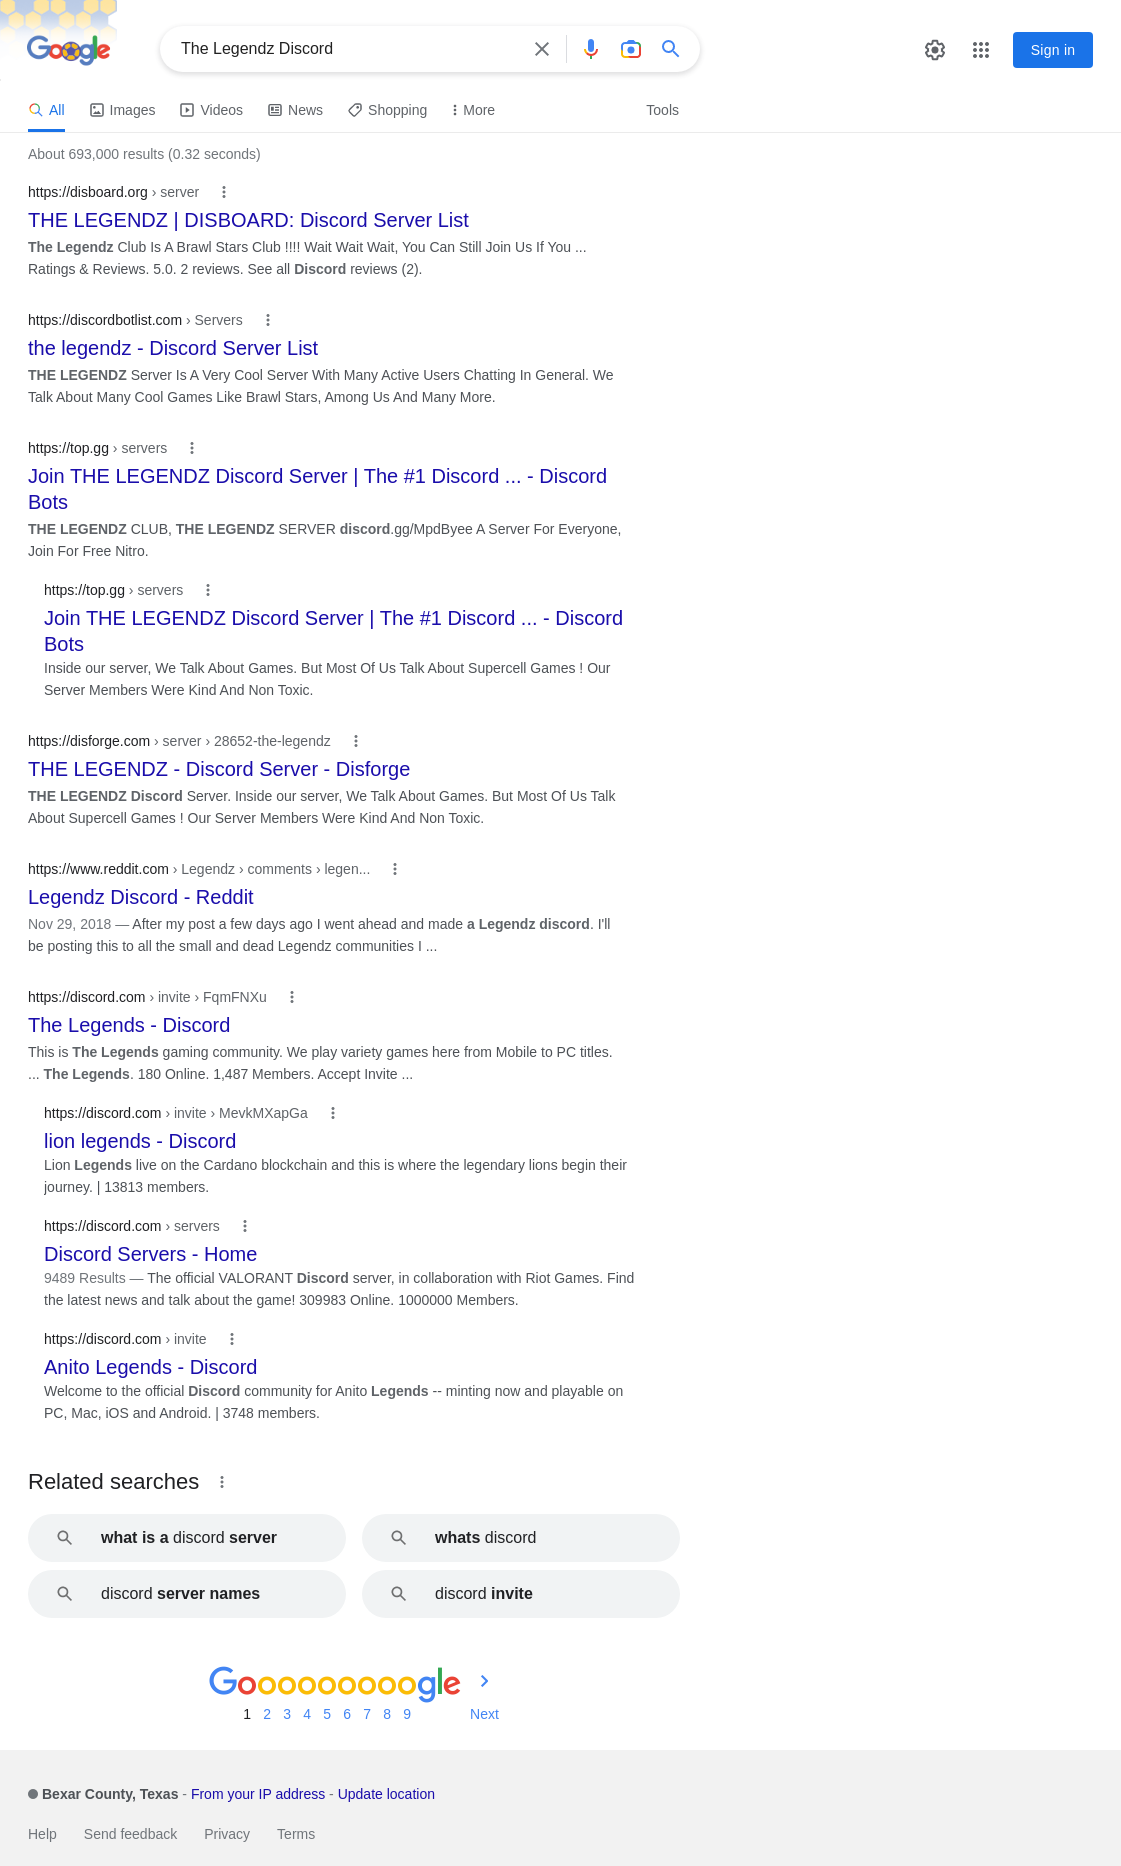 Google
The Legendz Discord
Sign in
All
Images
Videos
News
Shopping
More
Tools
About 693,000 results (0.32 seconds)
https://disboard.org › server
THE LEGENDZ | DISBOARD: Discord Server List
The Legendz Club Is A Brawl Stars Club !!!! Wait Wait Wait, You Can Still Join Us If You ...
Ratings & Reviews. 5.0. 2 reviews. See all Discord reviews (2).
https://discordbotlist.com › Servers
the legendz - Discord Server List
THE LEGENDZ Server Is A Very Cool Server With Many Active Users Chatting In General. We
Talk About Many Cool Games Like Brawl Stars, Among Us And Many More.
https://top.gg › servers
Join THE LEGENDZ Discord Server | The #1 Discord ... - Discord
Bots
THE LEGENDZ CLUB, THE LEGENDZ SERVER discord.gg/MpdByee A Server For Everyone,
Join For Free Nitro.
https://top.gg › servers
Join THE LEGENDZ Discord Server | The #1 Discord ... - Discord
Bots
Inside our server, We Talk About Games. But Most Of Us Talk About Supercell Games ! Our
Server Members Were Kind And Non Toxic.
https://disforge.com › server › 28652-the-legendz
THE LEGENDZ - Discord Server - Disforge
THE LEGENDZ Discord Server. Inside our server, We Talk About Games. But Most Of Us Talk
About Supercell Games ! Our Server Members Were Kind And Non Toxic.
https://www.reddit.com › Legendz › comments › legen...
Legendz Discord - Reddit
Nov 29, 2018 — After my post a few days ago I went ahead and made a Legendz discord. I'll
be posting this to all the small and dead Legendz communities I ...
https://discord.com › invite › FqmFNXu
The Legends - Discord
This is The Legends gaming community. We play variety games here from Mobile to PC titles.
... The Legends. 180 Online. 1,487 Members. Accept Invite ...
https://discord.com › invite › MevkMXapGa
lion legends - Discord
Lion Legends live on the Cardano blockchain and this is where the legendary lions begin their
journey. | 13813 members.
https://discord.com › servers
Discord Servers - Home
9489 Results — The official VALORANT Discord server, in collaboration with Riot Games. Find
the latest news and talk about the game! 309983 Online. 1000000 Members.
https://discord.com › invite
Anito Legends - Discord
Welcome to the official Discord community for Anito Legends -- minting now and playable on
PC, Mac, iOS and Android. | 3748 members.
Related searches
what is a discord server
whats discord
discord server names
discord invite
Goooooooooogle
1 2 3 4 5 6 7 8 9 Next
Bexar County, Texas - From your IP address - Update location
Help Send feedback Privacy Terms